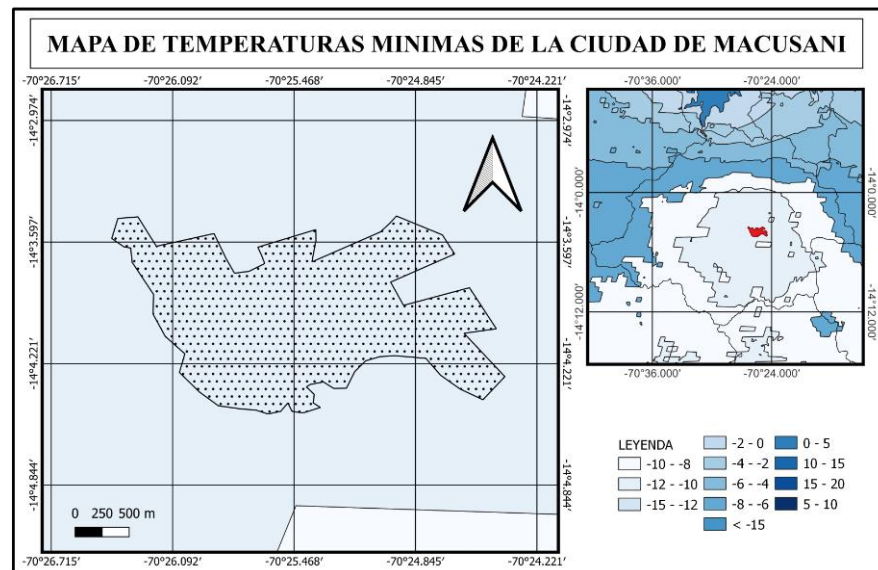 MAPA DE TEMPERATURAS MINIMAS DE LA CIUDAD DE MACUSANI
-70°26.715′ -70°26.092′ -70°25.468′ -70°24.845′ -70°24.221′
-14°2.974′ -14°2.974′
-14°3.597′ -14°3.597′
-14°4.221′ -14°4.221′
-14°4.844′ -14°4.844′
0 250 500 m
-70°26.715′ -70°26.092′ -70°25.468′ -70°24.845′ -70°24.221′
-70°36.000′ -70°24.000′
-14°0.000′ -14°0.000′
-14°12.000′ -14°12.000′
-70°36.000′ -70°24.000′
LEYENDA
-10 - -8
-12 - -10
-15 - -12
-2 - 0
-4 - -2
-6 - -4
-8 - -6
< -15
0 - 5
10 - 15
15 - 20
5 - 10